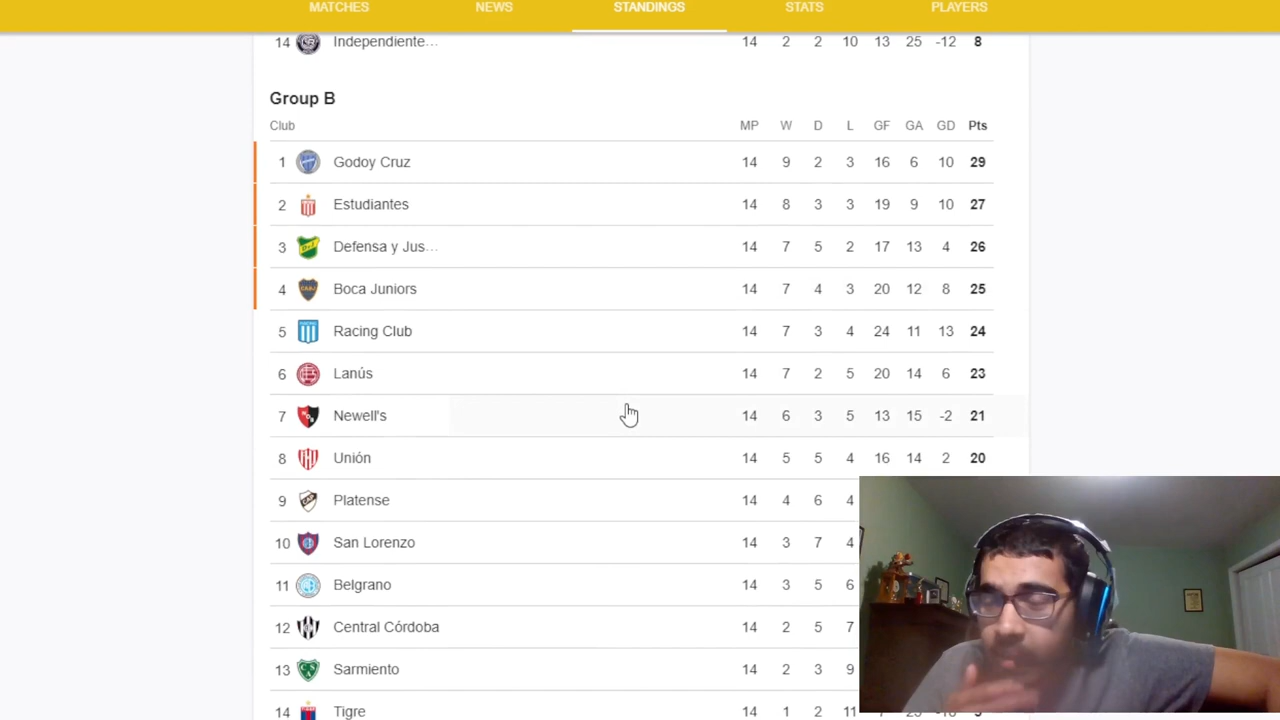 MATCHES NEWS STANDINGS STATS PLAYERS
14 Independiente... 14 2 2 10 13 25 -12 8
Group B
Club MP W D L GF GA GD Pts
1 Godoy Cruz 14 9 2 3 16 6 10 29
2 Estudiantes 14 8 3 3 19 9 10 27
3 Defensa y Jus... 14 7 5 2 17 13 4 26
4 Boca Juniors 14 7 4 3 20 12 8 25
5 Racing Club 14 7 3 4 24 11 13 24
6 Lanús 14 7 2 5 20 14 6 23
7 Newell's 14 6 3 5 13 15 -2 21
8 Unión 14 5 5 4 16 14 2 20
9 Platense 14 4 6 4
10 San Lorenzo 14 3 7 4
11 Belgrano 14 3 5 6
12 Central Córdoba 14 2 5 7
13 Sarmiento 14 2 3 9
14 Tigre 14 1 2 11